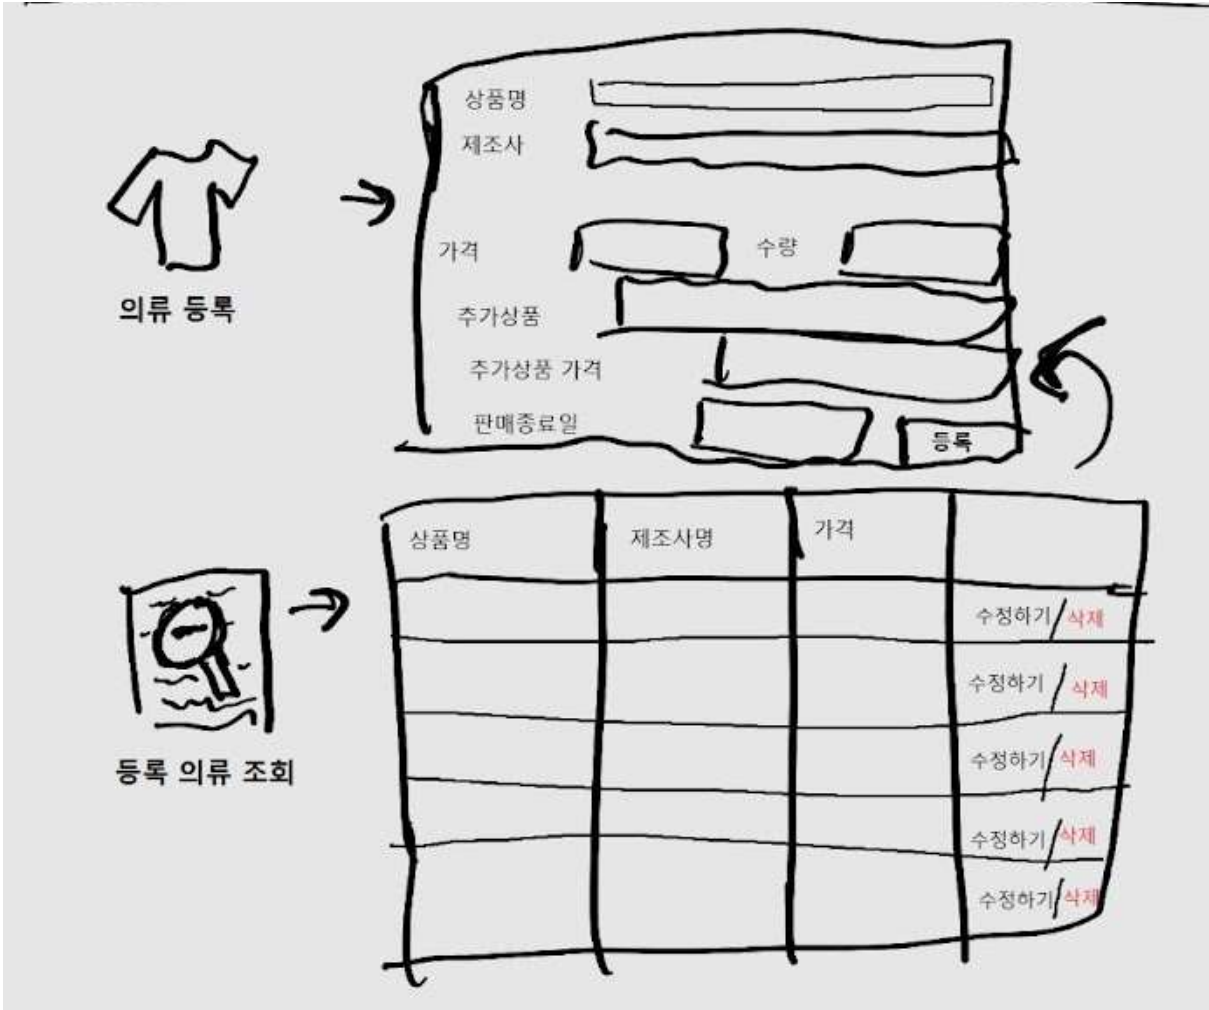 상품명
제조사
가격 수량
의류 등록
추가상품
추가상품 가격
판매종료일 등록
상품명 제조사명 가격
수정하기/삭제
수정하기/삭제
수정하기/삭제
수정하기/삭제
수정하기/삭제
등록 의류 조회